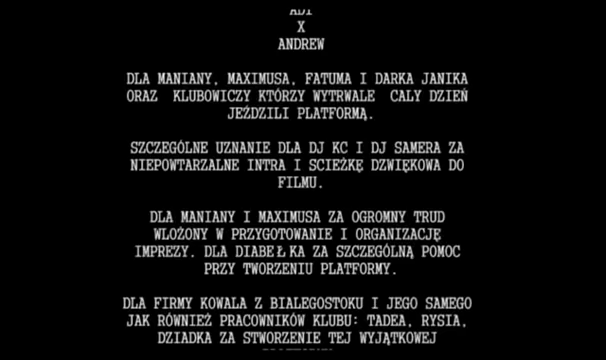 ADI
X
ANDREW
DLA MANIANY, MAXIMUSA, FATUMA I DARKA JANIKA
ORAZ KLUBOWICZY KTÓRZY WYTRWALE CALY DZIEŃ
JEŹDZILI PLATFORMĄ.
SZCZEGÓLNE UZNANIE DLA DJ KC I DJ SAMERA ZA
NIEPOWTARZALNE INTRA I SCIEŻKĘ DZWIĘKOWA DO
FILMU.
DLA MANIANY I MAXIMUSA ZA OGROMNY TRUD
WLOŻONY W PRZYGOTOWANIE I ORGANIZACJĘ
IMPREZY. DLA DIABEŁKA ZA SZCZEGÓLNĄ POMOC
PRZY TWORZENIU PLATFORMY.
DLA FIRMY KOWALA Z BIALEGOSTOKU I JEGO SAMEGO
JAK RÓWNIEŻ PRACOWNIKÓW KLUBU: TADEA, RYSIA,
DZIADKA ZA STWORZENIE TEJ WYJĄTKOWEJ